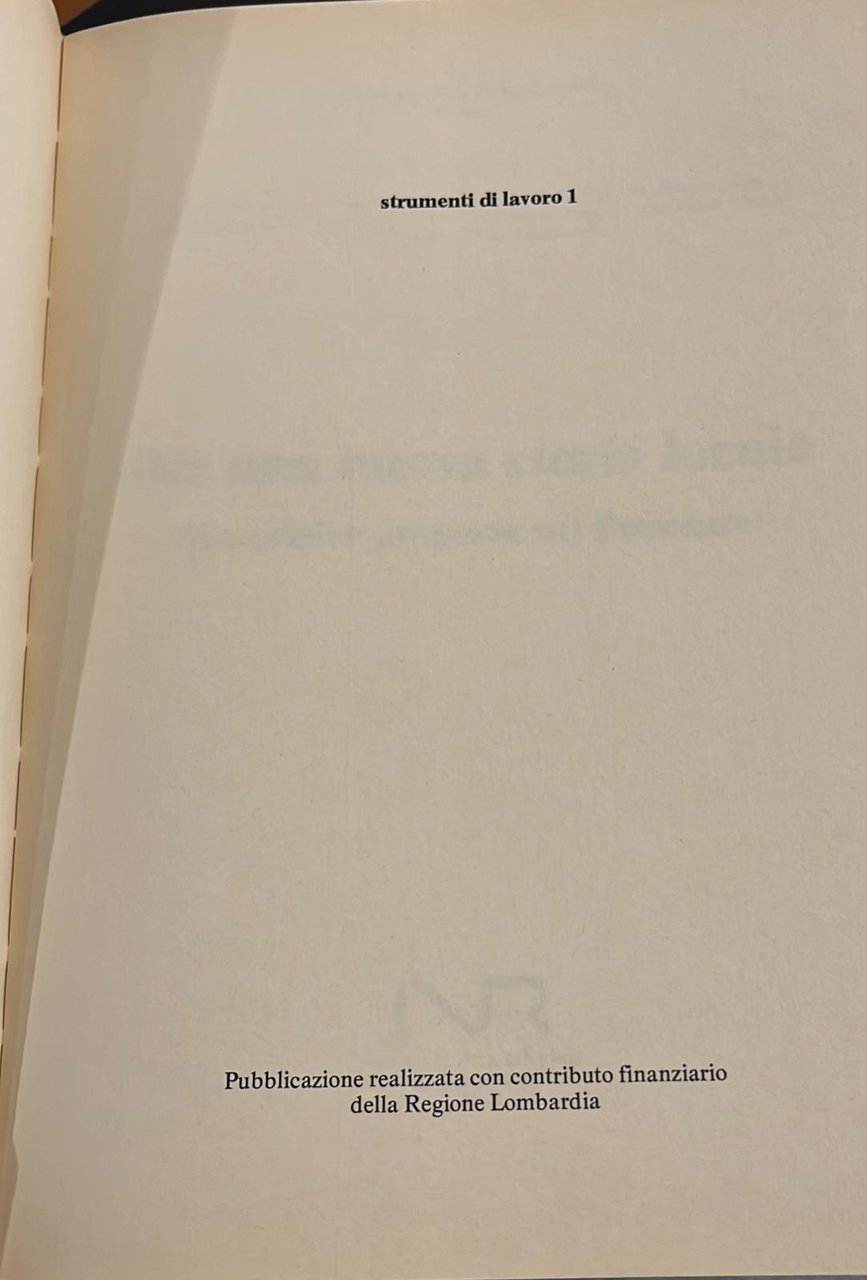 strumenti di lavoro 1
Pubblicazione realizzata con contributo finanziario
della Regione Lombardia